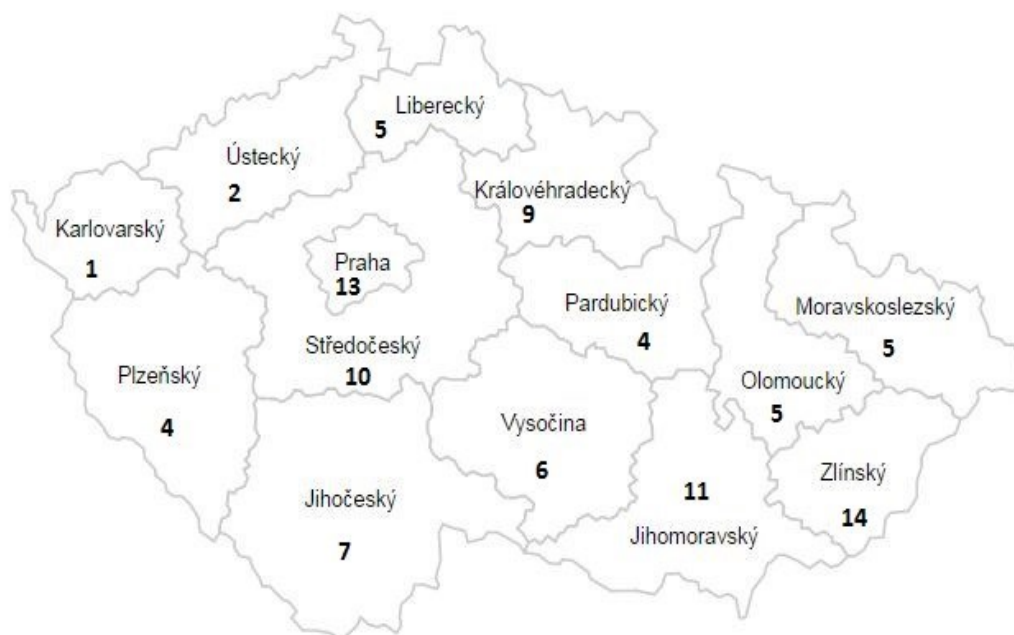 Liberecký
5
Ústecký
2
Královéhradecký
9
Karlovarský
1
Praha
13
Pardubický
4
Moravskoslezský
5
Středočeský
10
Plzeňský
4
Olomoucký
5
Vysočina
6
Zlínský
14
Jihočeský
7
11
Jihomoravský